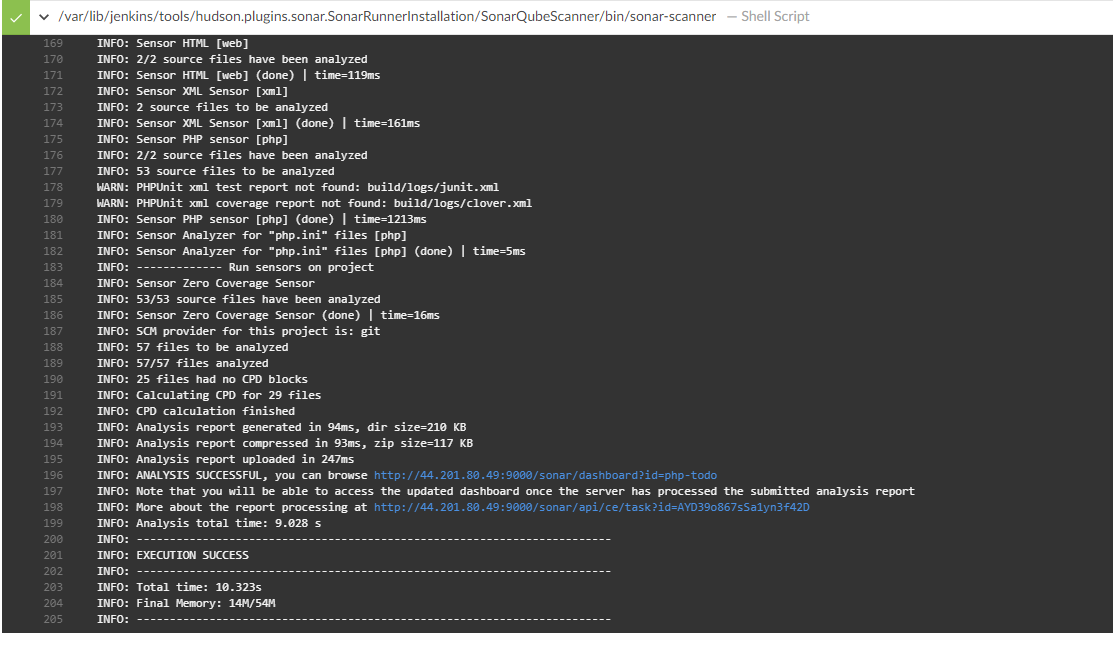 /var/lib/jenkins/tools/hudson.plugins.sonar.SonarRunnerInstallation/SonarQubeScanner/bin/sonar-scanner — Shell Script
169 INFO: Sensor HTML [web]
170 INFO: 2/2 source files have been analyzed
171 INFO: Sensor HTML [web] (done) | time=119ms
172 INFO: Sensor XML Sensor [xml]
173 INFO: 2 source files to be analyzed
174 INFO: Sensor XML Sensor [xml] (done) | time=161ms
175 INFO: Sensor PHP sensor [php]
176 INFO: 2/2 source files have been analyzed
177 INFO: 53 source files to be analyzed
178 WARN: PHPUnit xml test report not found: build/logs/junit.xml
179 WARN: PHPUnit xml coverage report not found: build/logs/clover.xml
180 INFO: Sensor PHP sensor [php] (done) | time=1213ms
181 INFO: Sensor Analyzer for "php.ini" files [php]
182 INFO: Sensor Analyzer for "php.ini" files [php] (done) | time=5ms
183 INFO: ------------- Run sensors on project
184 INFO: Sensor Zero Coverage Sensor
185 INFO: 53/53 source files have been analyzed
186 INFO: Sensor Zero Coverage Sensor (done) | time=16ms
187 INFO: SCM provider for this project is: git
188 INFO: 57 files to be analyzed
189 INFO: 57/57 files analyzed
190 INFO: 25 files had no CPD blocks
191 INFO: Calculating CPD for 29 files
192 INFO: CPD calculation finished
193 INFO: Analysis report generated in 94ms, dir size=210 KB
194 INFO: Analysis report compressed in 93ms, zip size=117 KB
195 INFO: Analysis report uploaded in 247ms
196 INFO: ANALYSIS SUCCESSFUL, you can browse http://44.201.80.49:9000/sonar/dashboard?id=php-todo
197 INFO: Note that you will be able to access the updated dashboard once the server has processed the submitted analysis report
198 INFO: More about the report processing at http://44.201.80.49:9000/sonar/api/ce/task?id=AYD39o867sSa1yn3f42D
199 INFO: Analysis total time: 9.028 s
200 INFO: ------------------------------------------------------------------------
201 INFO: EXECUTION SUCCESS
202 INFO: ------------------------------------------------------------------------
203 INFO: Total time: 10.323s
204 INFO: Final Memory: 14M/54M
205 INFO: ------------------------------------------------------------------------